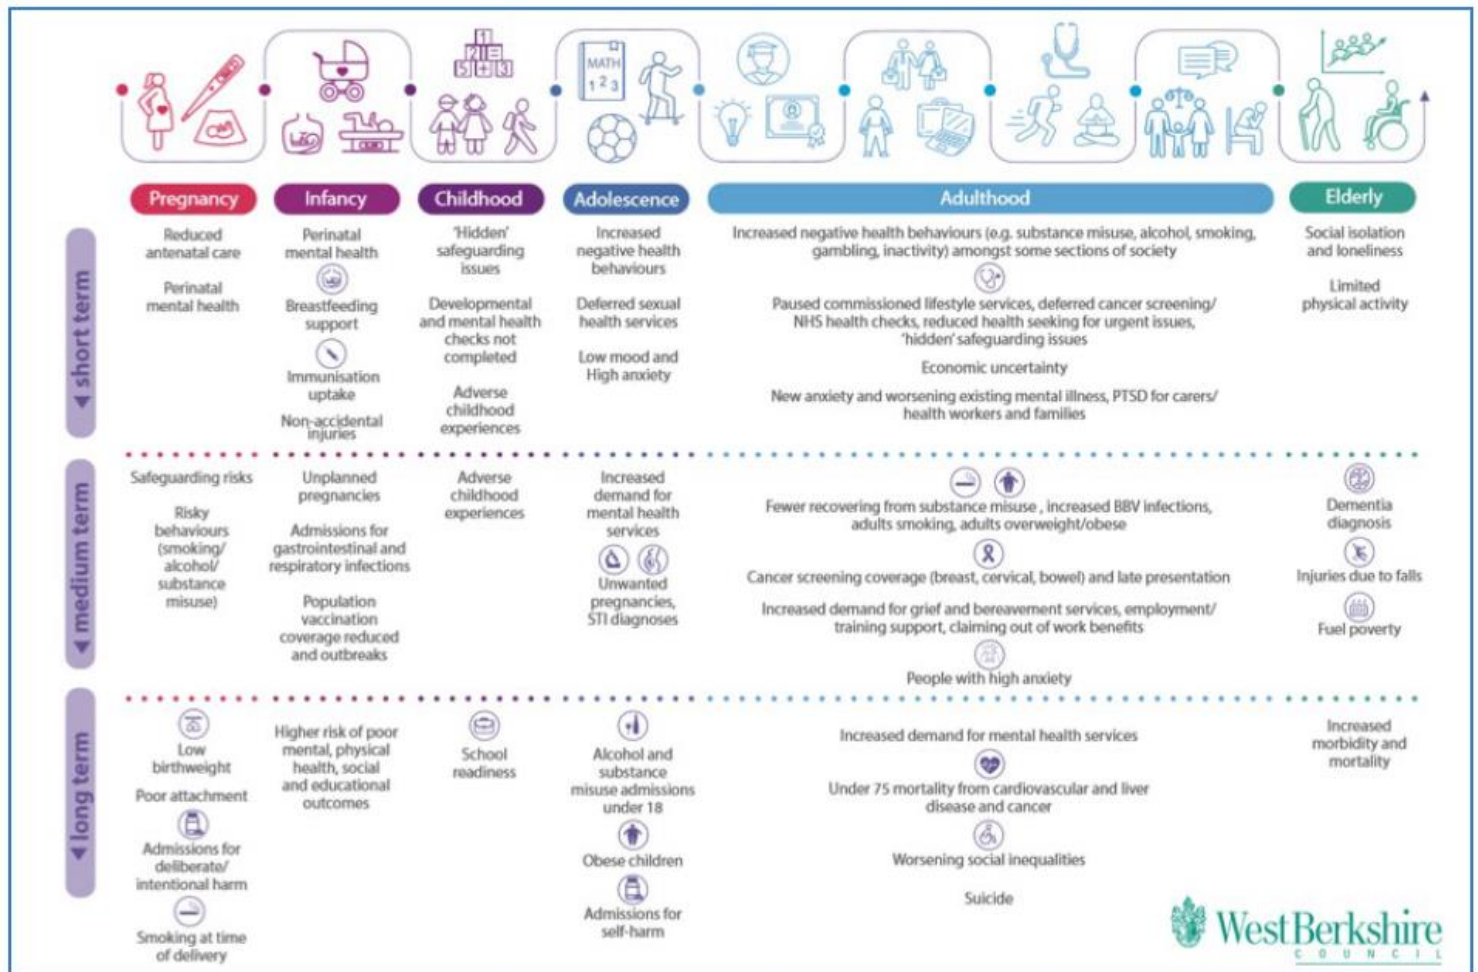 MATH
1 2 3
1
2
5 + 3
Pregnancy
Infancy
Childhood
Adolescence
Adulthood
Elderly
short term
Reduced
antenatal care
Perinatal
mental health
Perinatal
mental health
Breastfeeding
support
Immunisation
uptake
Non-accidental
injuries
'Hidden'
safeguarding
issues
Developmental
and mental health
checks not
completed
Adverse
childhood
experiences
Increased
negative health
behaviours
Deferred sexual
health services
Low mood and
High anxiety
Increased negative health behaviours (e.g. substance misuse, alcohol, smoking,
gambling, inactivity) amongst some sections of society
Paused commissioned lifestyle services, deferred cancer screening/
NHS health checks, reduced health seeking for urgent issues,
'hidden' safeguarding issues
Economic uncertainty
New anxiety and worsening existing mental illness, PTSD for carers/
health workers and families
Social isolation
and loneliness
Limited
physical activity
medium term
Safeguarding risks
Risky
behaviours
(smoking/
alcohol/
substance
misuse)
Unplanned
pregnancies
Admissions for
gastrointestinal and
respiratory infections
Population
vaccination
coverage reduced
and outbreaks
Adverse
childhood
experiences
Increased
demand for
mental health
services
Unwanted
pregnancies,
STI diagnoses
Fewer recovering from substance misuse , increased BBV infections,
adults smoking, adults overweight/obese
Cancer screening coverage (breast, cervical, bowel) and late presentation
Increased demand for grief and bereavement services, employment/
training support, claiming out of work benefits
People with high anxiety
Dementia
diagnosis
Injuries due to falls
Fuel poverty
long term
Low
birthweight
Poor attachment
Admissions for
deliberate/
intentional harm
Smoking at time
of delivery
Higher risk of poor
mental, physical
health, social
and educational
outcomes
School
readiness
Alcohol and
substance
misuse admissions
under 18
Obese children
Admissions for
self-harm
Increased demand for mental health services
Under 75 mortality from cardiovascular and liver
disease and cancer
Worsening social inequalities
Suicide
Increased
morbidity and
mortality
West Berkshire
COUNCIL